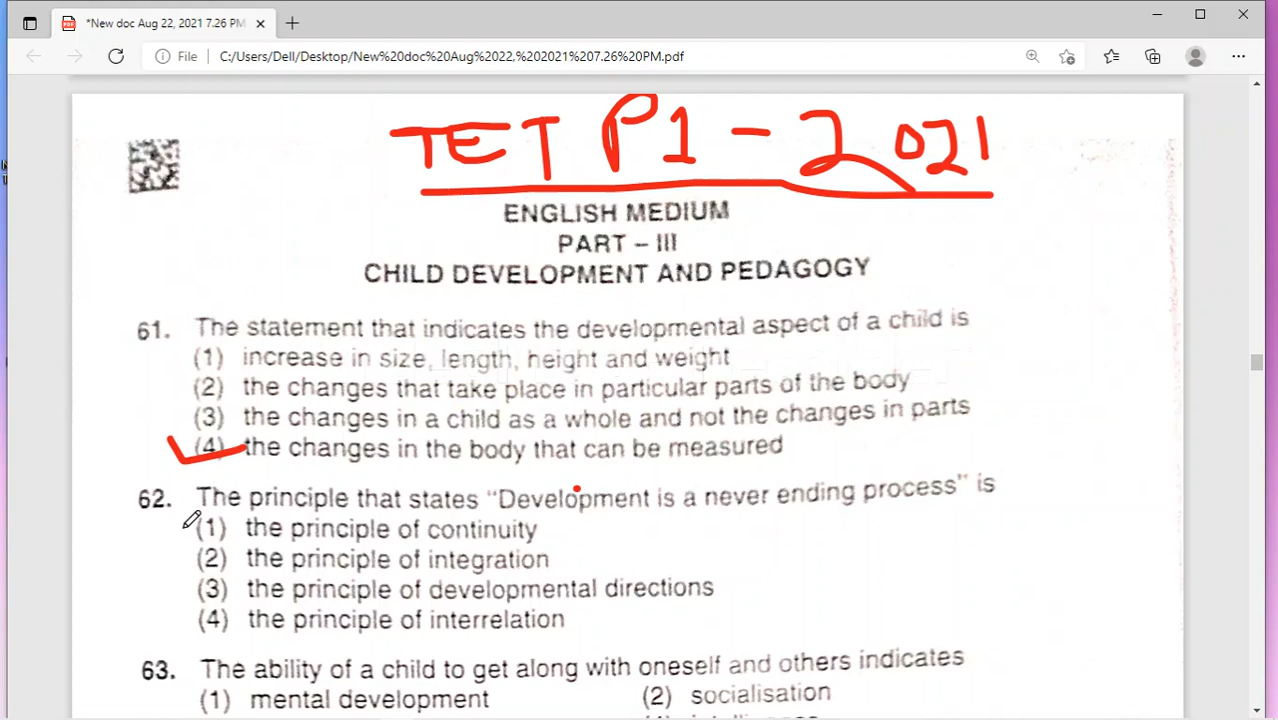 *New doc Aug 22, 2021 7.26 PM
File C:/Users/Dell/Desktop/New%20doc%20Aug%2022,%202021%207.26%20PM.pdf
TET P1 - 2021
ENGLISH MEDIUM
PART – III
CHILD DEVELOPMENT AND PEDAGOGY
61. The statement that indicates the developmental aspect of a child is
(1) increase in size, length, height and weight
(2) the changes that take place in particular parts of the body
(3) the changes in a child as a whole and not the changes in parts
(4) the changes in the body that can be measured
62. The principle that states "Development is a never ending process" is
(1) the principle of continuity
(2) the principle of integration
(3) the principle of developmental directions
(4) the principle of interrelation
63. The ability of a child to get along with oneself and others indicates
(1) mental development (2) socialisation